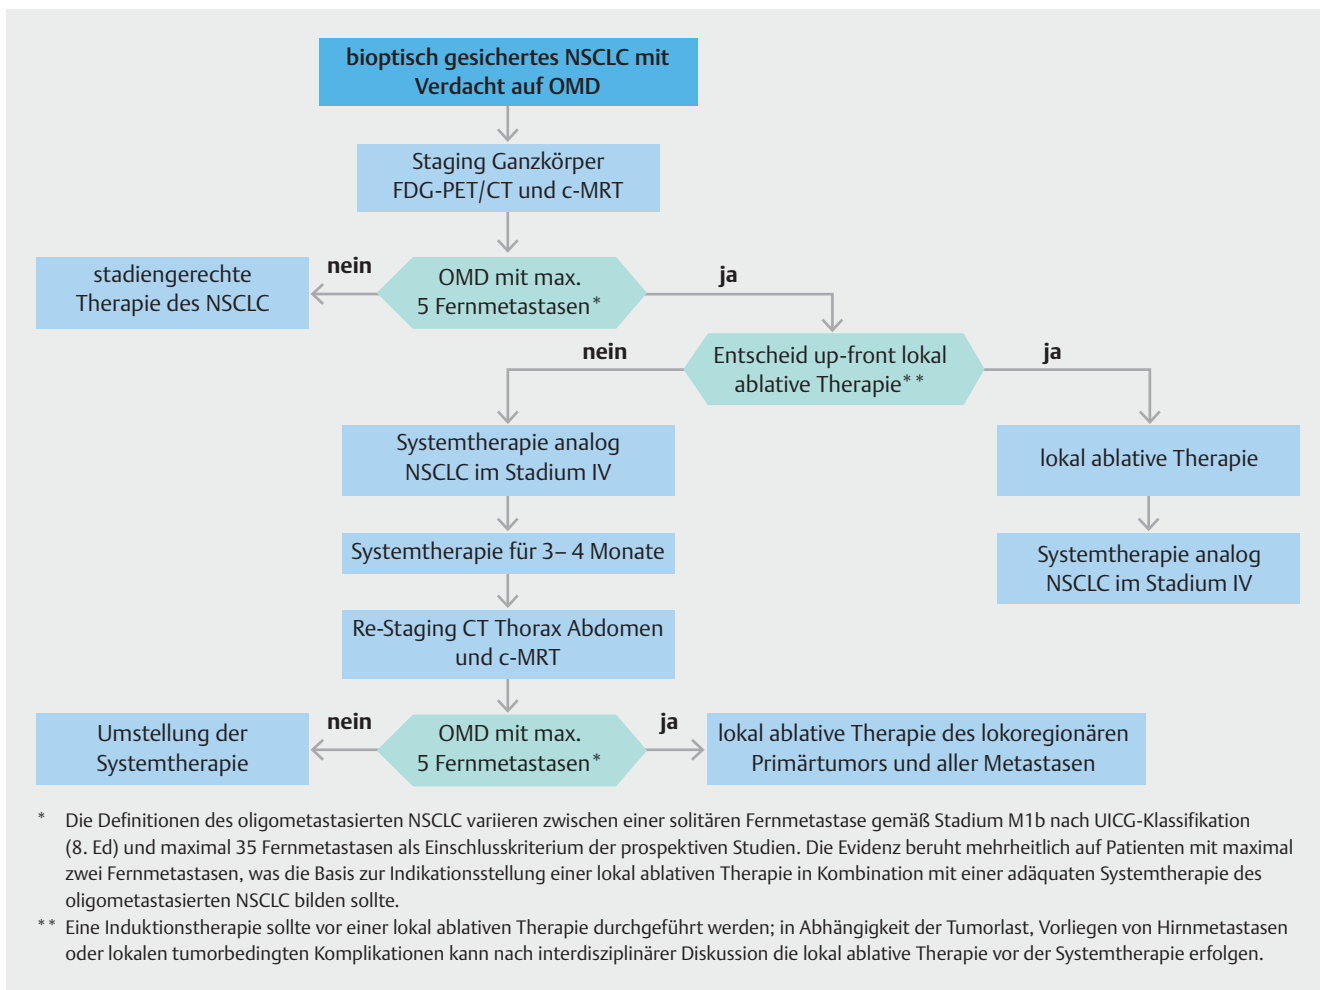 bioptisch gesichertes NSCLC mit
Verdacht auf OMD
Staging Ganzkörper
FDG-PET/CT und c-MRT
stadiengerechte
Therapie des NSCLC
nein
OMD mit max.
5 Fernmetastasen*
ja
nein
Entscheid up-front lokal
ablative Therapie**
ja
Systemtherapie analog
NSCLC im Stadium IV
lokal ablative Therapie
Systemtherapie für 3– 4 Monate
Systemtherapie analog
NSCLC im Stadium IV
Re-Staging CT Thorax Abdomen
und c-MRT
Umstellung der
Systemtherapie
nein
OMD mit max.
5 Fernmetastasen*
ja
lokal ablative Therapie des lokoregionären
Primärtumors und aller Metastasen
* Die Definitionen des oligometastasierten NSCLC variieren zwischen einer solitären Fernmetastase gemäß Stadium M1b nach UICG-Klassifikation
(8. Ed) und maximal 35 Fernmetastasen als Einschlusskriterium der prospektiven Studien. Die Evidenz beruht mehrheitlich auf Patienten mit maximal
zwei Fernmetastasen, was die Basis zur Indikationsstellung einer lokal ablativen Therapie in Kombination mit einer adäquaten Systemtherapie des
oligometastasierten NSCLC bilden sollte.
** Eine Induktionstherapie sollte vor einer lokal ablativen Therapie durchgeführt werden; in Abhängigkeit der Tumorlast, Vorliegen von Hirnmetastasen
oder lokalen tumorbedingten Komplikationen kann nach interdisziplinärer Diskussion die lokal ablative Therapie vor der Systemtherapie erfolgen.